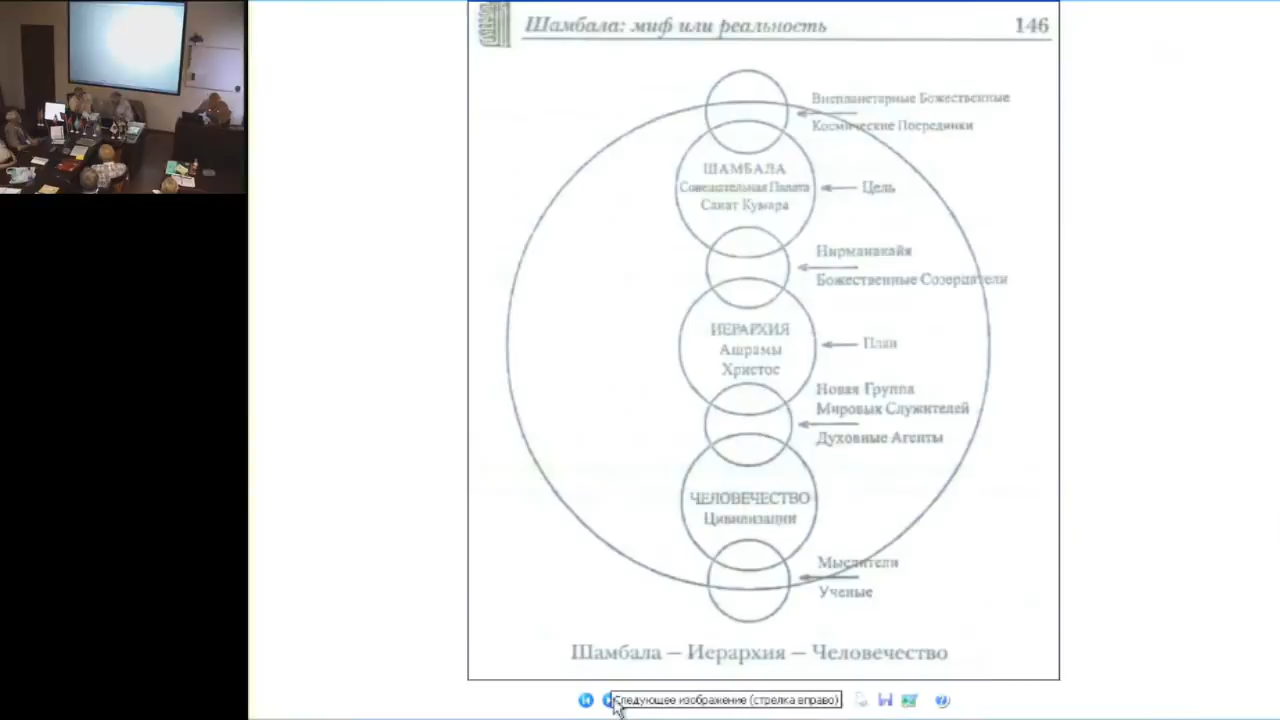 Шамбала: миф или реальность
146
Внепланетарные Божественные
Космические Посредники
ШАМБАЛА
Совещательная Палата
Санат Кумара
Цель
Нирманакайя
Божественные Созерцатели
ИЕРАРХИЯ
Ашрамы
Христос
План
Новая Группа
Мировых Служителей
Духовные Агенты
ЧЕЛОВЕЧЕСТВО
Цивилизации
Мыслители
Ученые
Шамбала – Иерархия – Человечество
Следующее изображение (стрелка вправо)